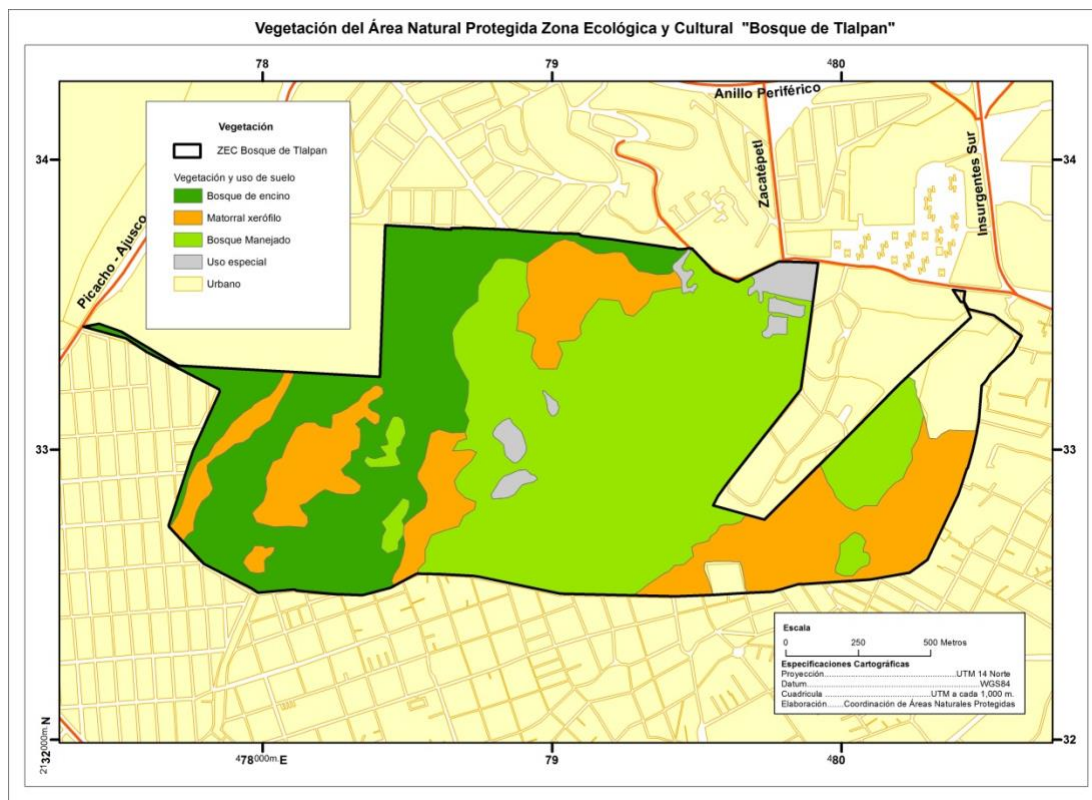 Vegetación del Área Natural Protegida Zona Ecológica y Cultural "Bosque de Tlalpan"
78
79
480
Anillo Periférico
Vegetación
ZEC Bosque de Tlalpan
Vegetación y uso de suelo
Bosque de encino
Matorral xerófilo
Bosque Manejado
Uso especial
Urbano
34
34
Picacho - Ajusco
Zacatépetl
Insurgentes Sur
33
33
Escala
0 250 500 Metros
Especificaciones Cartográficas
Proyección.......................................UTM 14 Norte
Datum......................................................WGS84
Cuadrícula ........................UTM a cada 1,000 m.
Elaboración......Coordinación de Áreas Naturales Protegidas
2132000m.N
32
478000m.E
79
480